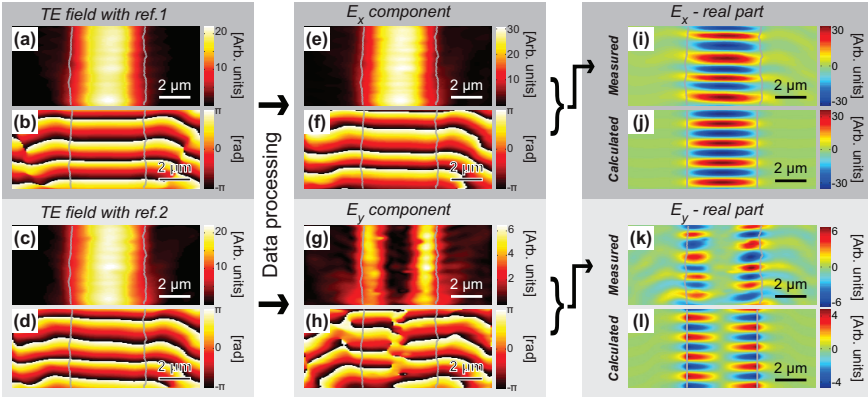 TE field with ref.1
(a)
2 µm
20
10
0
[Arb. units]
(b)
2 µm
π
0
-π
[rad]
TE field with ref.2
(c)
2 µm
20
10
0
[Arb. units]
(d)
2 µm
π
0
-π
[rad]
Data processing
Ex component
(e)
2 µm
30
20
10
[Arb. units]
(f)
2 µm
π
0
-π
[rad]
Ey component
(g)
2 µm
6
4
2
[Arb. units]
(h)
2 µm
π
0
-π
[rad]
Ex - real part
Measured
(i)
2 µm
30
0
-30
[Arb. units]
Calculated
(j)
2 µm
30
0
-30
[Arb. units]
Ey - real part
Measured
(k)
2 µm
6
0
-6
[Arb. units]
Calculated
(l)
2 µm
4
0
-4
[Arb. units]